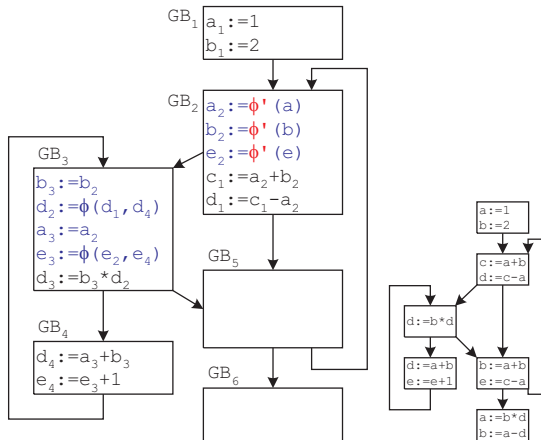 GB₁
a₁:=1
b₁:=2
GB₂
a₂:=ϕ'(a)
b₂:=ϕ'(b)
e₂:=ϕ'(e)
c₁:=a₂+b₂
d₁:=c₁-a₂
GB₃
b₃:=b₂
d₂:=ϕ(d₁,d₄)
a₃:=a₂
e₃:=ϕ(e₂,e₄)
d₃:=b₃*d₂
GB₄
d₄:=a₃+b₃
e₄:=e₃+1
GB₅
GB₆
a:=1
b:=2
c:=a+b
d:=c-a
d:=b*d
d:=a+b
e:=e+1
b:=a+b
e:=c-a
a:=b*d
b:=a-d